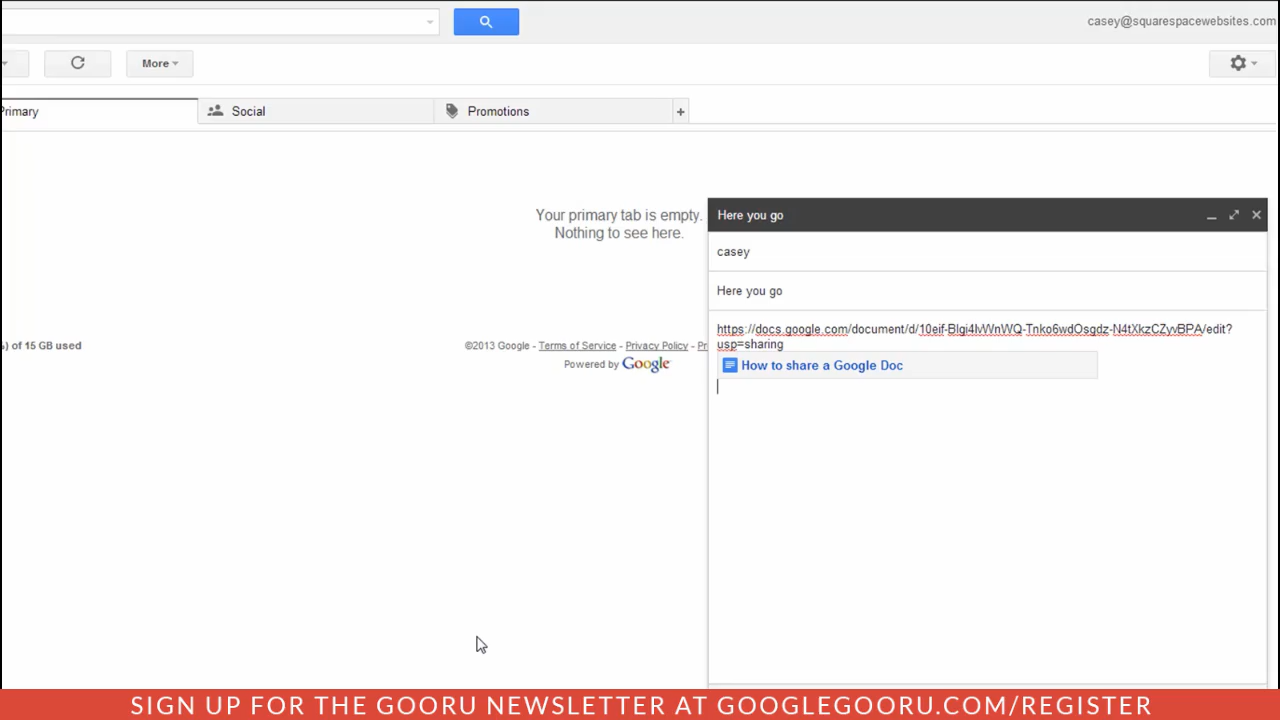 casey@squarespacewebsites.com
More
Primary
Social
Promotions
+
Your primary tab is empty.
Nothing to see here.
Here you go
casey
Here you go
https://docs.google.com/document/d/10eif-BIgi4IvWnWQ-Tnko6wdOsgdz-N4tXkzCZyvBPA/edit?
usp=sharing
How to share a Google Doc
%) of 15 GB used
©2013 Google - Terms of Service - Privacy Policy - Pr
Powered by Google
SIGN UP FOR THE GOORU NEWSLETTER AT GOOGLEGOORU.COM/REGISTER